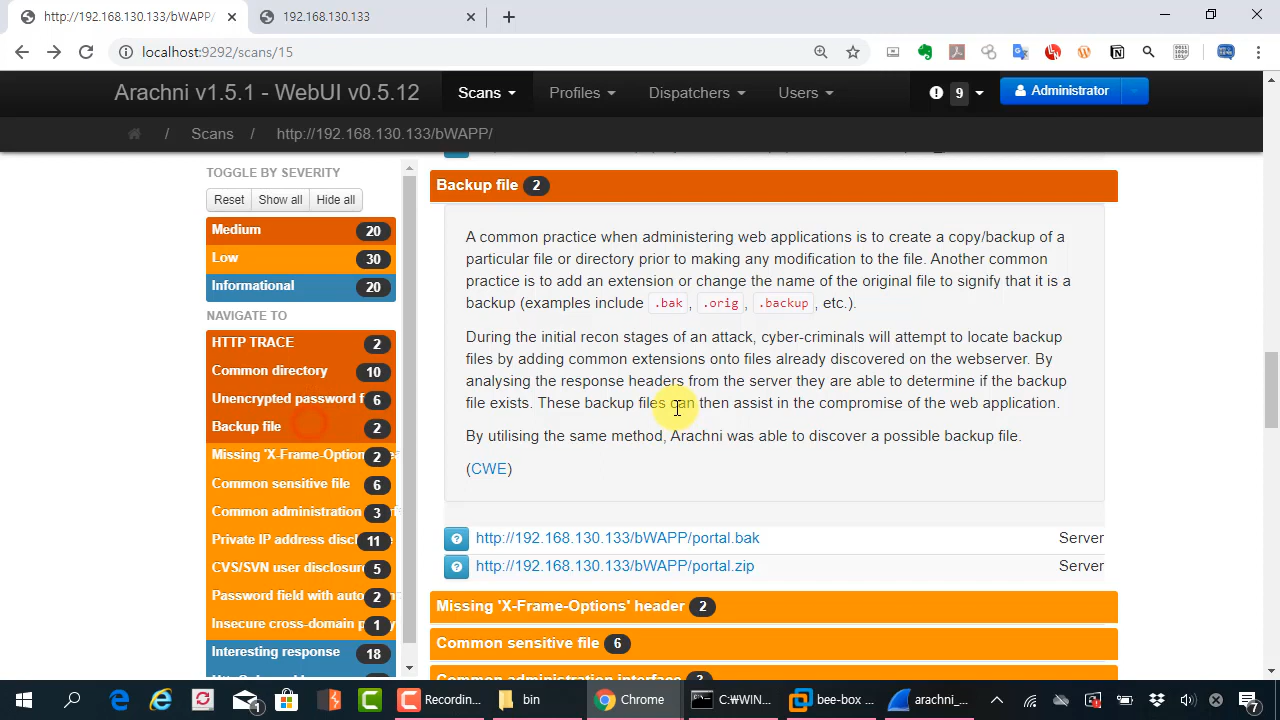 http://192.168.130.133/bWAPP/
192.168.130.133
localhost:9292/scans/15
Arachni v1.5.1 - WebUI v0.5.12
Scans
Profiles
Dispatchers
Users
9
Administrator
/ Scans / http://192.168.130.133/bWAPP/
TOGGLE BY SEVERITY
Reset Show all Hide all
Medium 20
Low 30
Informational 20
NAVIGATE TO
HTTP TRACE 2
Common directory 10
Unencrypted password f 6
Backup file 2
Missing 'X-Frame-Option 2
Common sensitive file 6
Common administration 3
Private IP address discl 11
CVS/SVN user disclosure 5
Password field with auto 2
Insecure cross-domain p 1
Interesting response 18
Backup file 2
A common practice when administering web applications is to create a copy/backup of a
particular file or directory prior to making any modification to the file. Another common
practice is to add an extension or change the name of the original file to signify that it is a
backup (examples include .bak, .orig, .backup, etc.).
During the initial recon stages of an attack, cyber-criminals will attempt to locate backup
files by adding common extensions onto files already discovered on the webserver. By
analysing the response headers from the server they are able to determine if the backup
file exists. These backup files can then assist in the compromise of the web application.
By utilising the same method, Arachni was able to discover a possible backup file.
(CWE)
http://192.168.130.133/bWAPP/portal.bak Server
http://192.168.130.133/bWAPP/portal.zip Server
Missing 'X-Frame-Options' header 2
Common sensitive file 6
Common administration interface
Recordin...
bin
Chrome
C:₩WIN...
bee-box ...
arachni_...
7